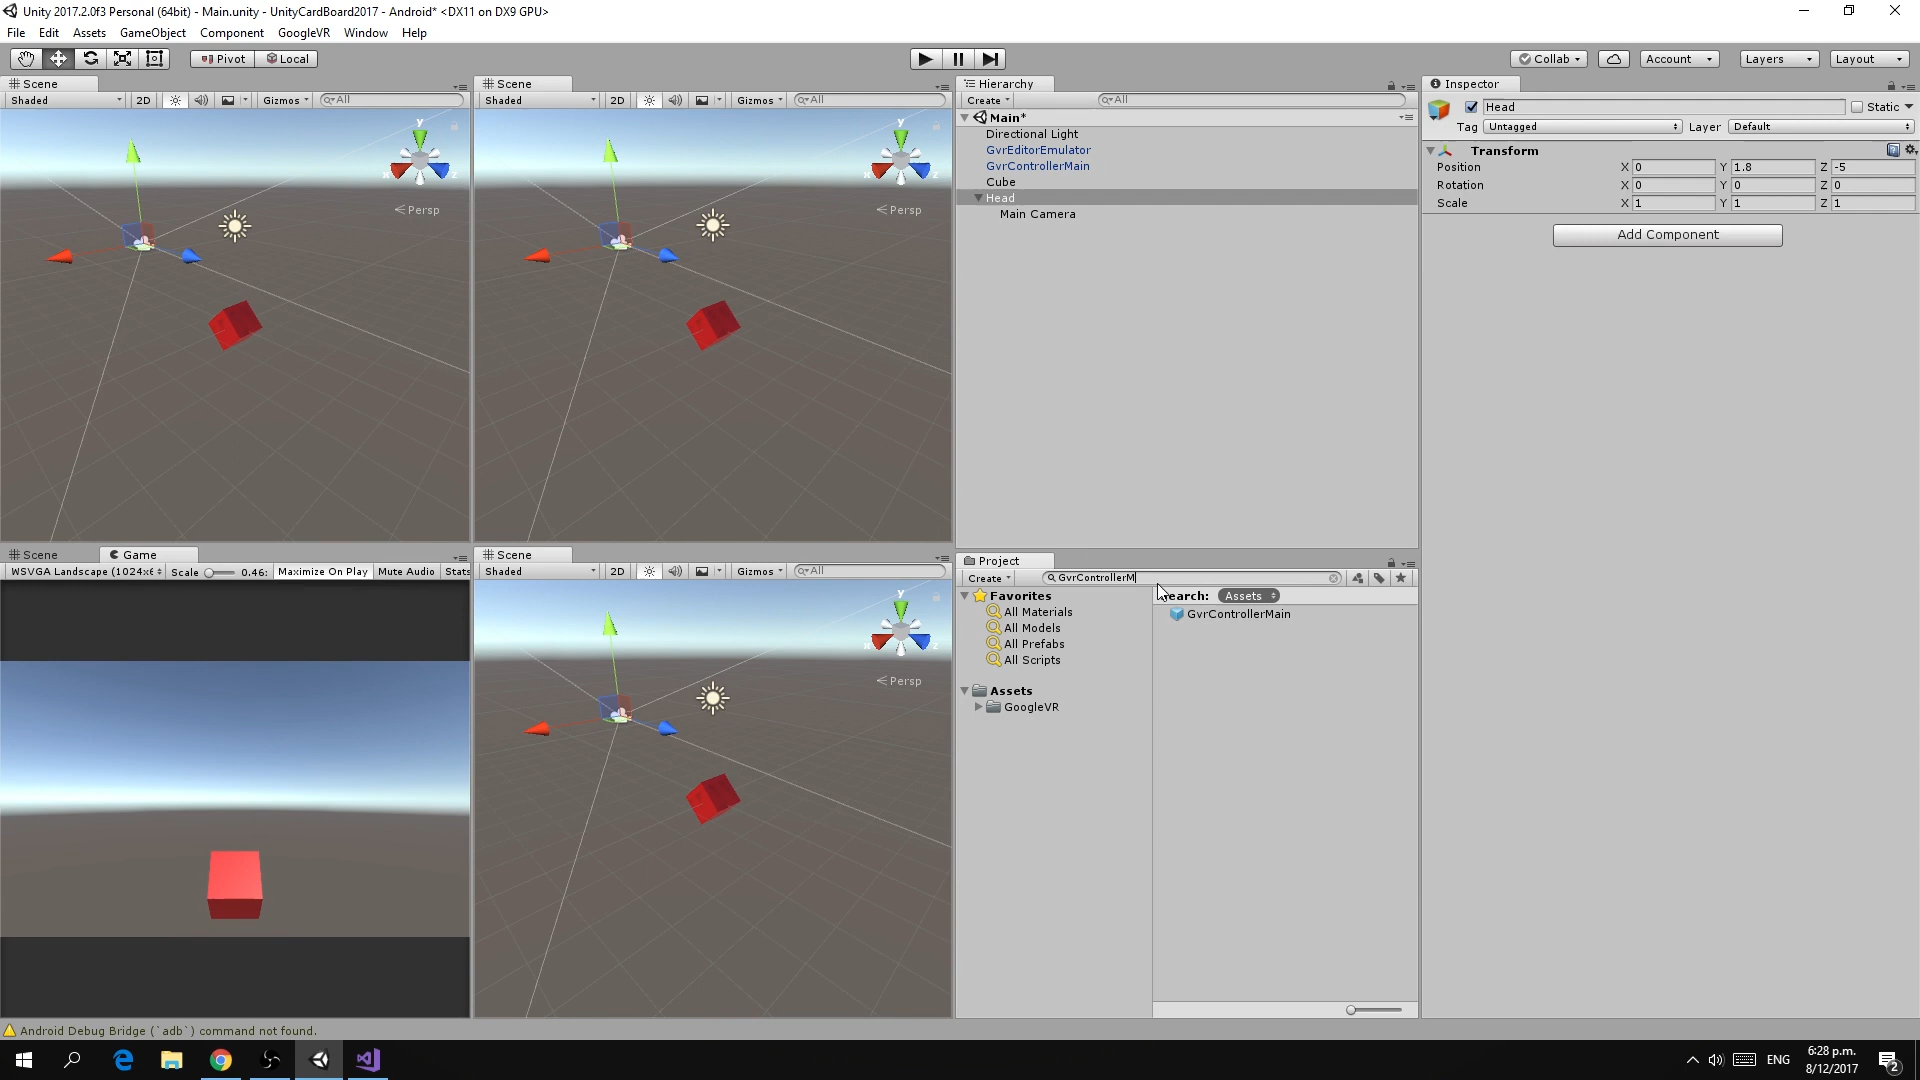 Unity 2017.2.0f3 Personal (64bit) - Main.unity - UnityCardBoard2017 - Android* <DX11 on DX9 GPU>
File Edit Assets GameObject Component GoogleVR Window Help
Pivot Local Collab Account Layers Layout
Scene
Shaded 2D Gizmos All
y
x z
Persp
Scene
Shaded 2D Gizmos All
y
x z
Persp
Hierarchy
Create All
Main*
Directional Light
GvrEditorEmulator
GvrControllerMain
Cube
Head
Main Camera
Inspector
Head Static
Tag Untagged Layer Default
Transform
Position X 0 Y 1.8 Z -5
Rotation X 0 Y 0 Z 0
Scale X 1 Y 1 Z 1
Add Component
Scene Game
WSVGA Landscape (1024x6 Scale 0.46: Maximize On Play Mute Audio Stats
Scene
Shaded 2D Gizmos All
y
x z
Persp
Project
Create GvrControllerM
Favorites
All Materials
All Models
All Prefabs
All Scripts
Assets
GoogleVR
earch: Assets
GvrControllerMain
Android Debug Bridge (`adb`) command not found.
ENG
6:28 p.m.
8/12/2017
2